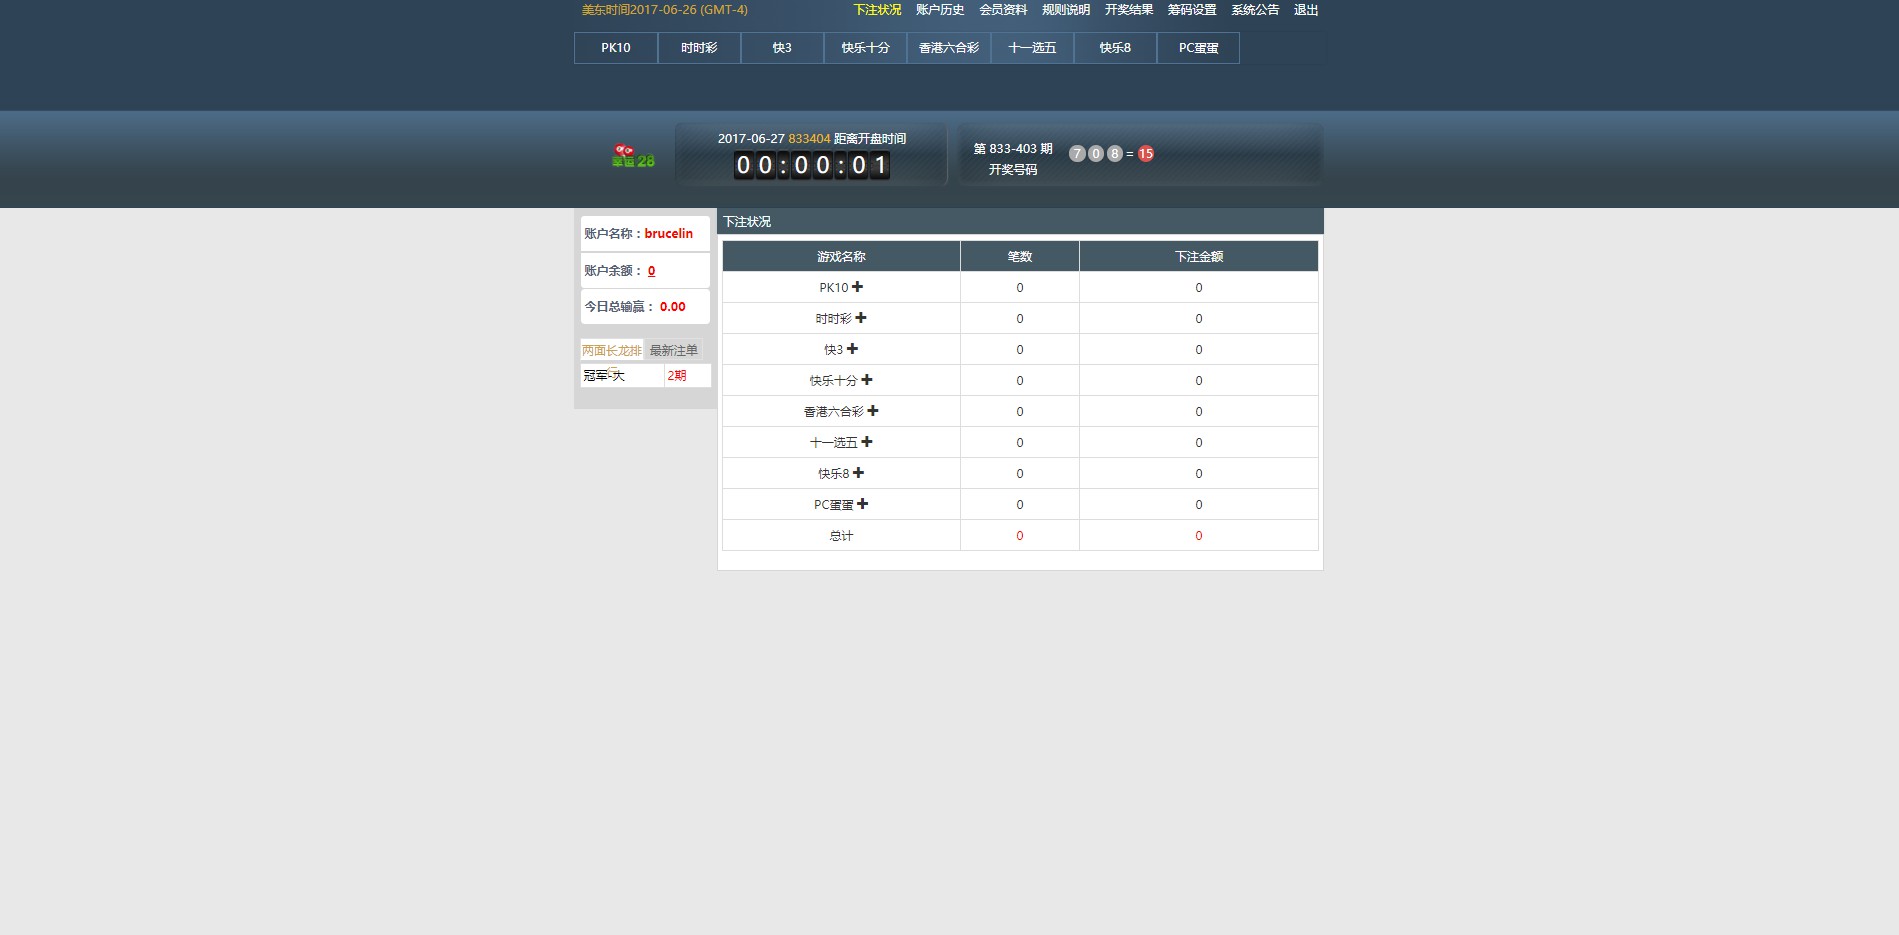 美东时间2017-06-26 (GMT-4)
下注状况 账户历史 会员资料 规则说明 开奖结果 筹码设置 系统公告 退出
PK10 时时彩 快3 快乐十分 香港六合彩 十一选五 快乐8 PC蛋蛋
幸运28
2017-06-27 833404 距离开盘时间
00:00:01
第 833-403 期
开奖号码
7 0 8 = 15
账户名称：brucelin
账户余额： 0
今日总输赢： 0.00
两面长龙排
最新注单
冠军-大 2期
下注状况
游戏名称 笔数 下注金额
PK10 0 0
时时彩 0 0
快3 0 0
快乐十分 0 0
香港六合彩 0 0
十一选五 0 0
快乐8 0 0
PC蛋蛋 0 0
总计 0 0